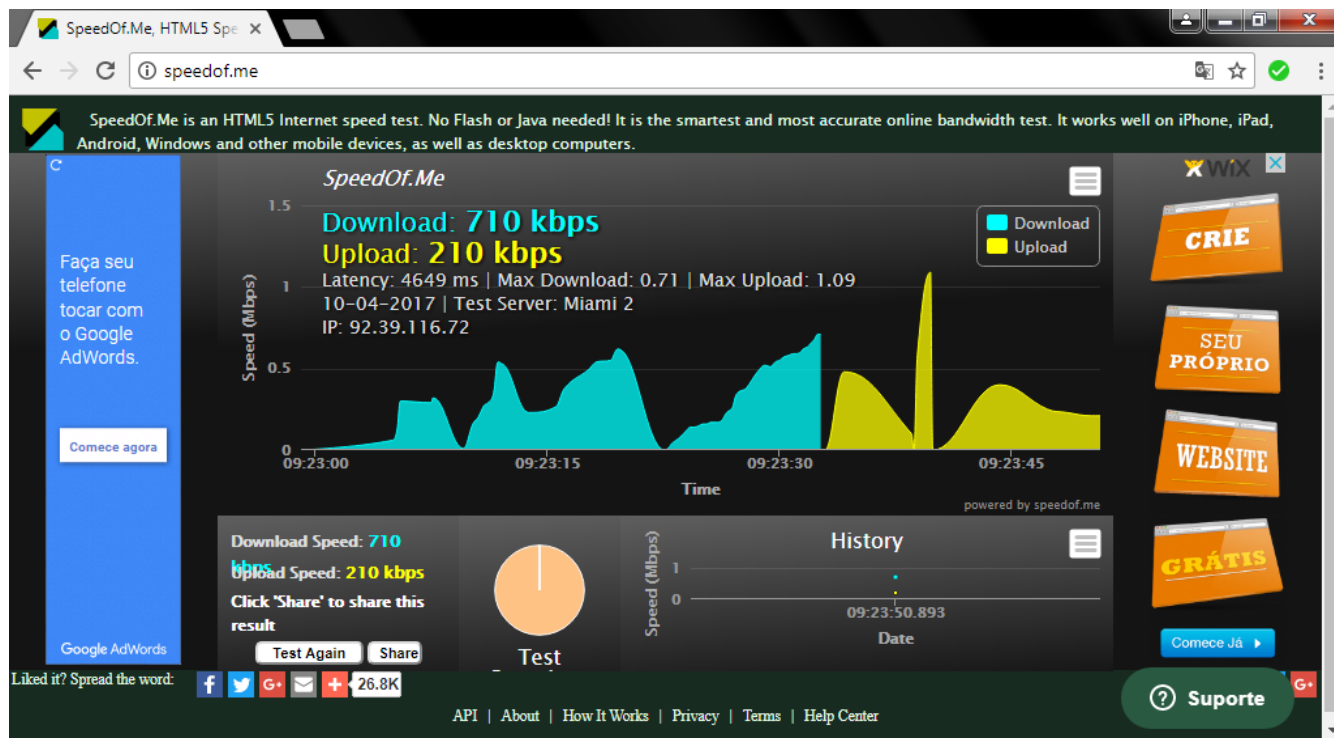 SpeedOf.Me, HTML5 Spe
speedof.me
SpeedOf.Me is an HTML5 Internet speed test. No Flash or Java needed! It is the smartest and most accurate online bandwidth test. It works well on iPhone, iPad,
Android, Windows and other mobile devices, as well as desktop computers.
Faça seu
telefone
tocar com
o Google
AdWords.
Comece agora
Google AdWords
SpeedOf.Me
Download: 710 kbps
Upload: 210 kbps
Latency: 4649 ms | Max Download: 0.71 | Max Upload: 1.09
10-04-2017 | Test Server: Miami 2
IP: 92.39.116.72
Download
Upload
Speed (Mbps)
1.5
1
0.5
0
09:23:00 09:23:15 09:23:30 09:23:45
Time
powered by speedof.me
WiX
CRIE
SEU
PRÓPRIO
WEBSITE
GRÁTIS
Comece Já
Download Speed: 710
kbps
Upload Speed: 210 kbps
Click 'Share' to share this
result
Test Again Share
Test
History
Speed (Mbps)
1
0
09:23:50.893
Date
Liked it? Spread the word:
f G+ + 26.8K
G+
API | About | How It Works | Privacy | Terms | Help Center
? Suporte